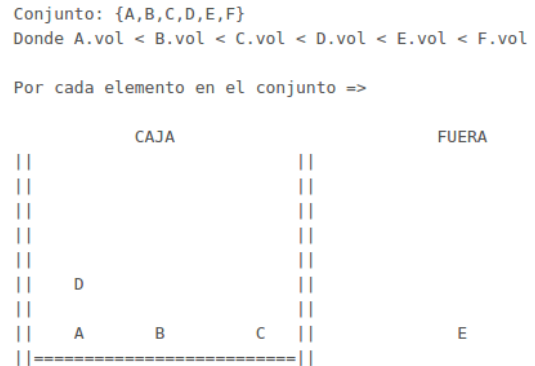 Conjunto: {A,B,C,D,E,F}
Donde A.vol < B.vol < C.vol < D.vol < E.vol < F.vol
Por cada elemento en el conjunto =>
CAJA FUERA
|| ||
|| ||
|| ||
|| ||
|| ||
|| D ||
|| ||
|| A B C || E
||==========================||